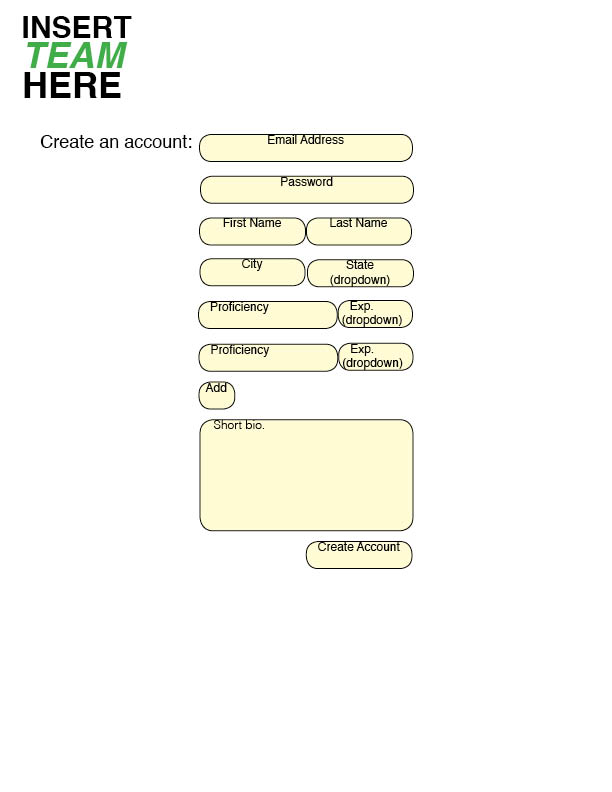 INSERT
TEAM
HERE
Create an account:
Email Address
Password
First Name
Last Name
City
State
(dropdown)
Proficiency
Exp.
(dropdown)
Proficiency
Exp.
(dropdown)
Add
Short bio.
Create Account